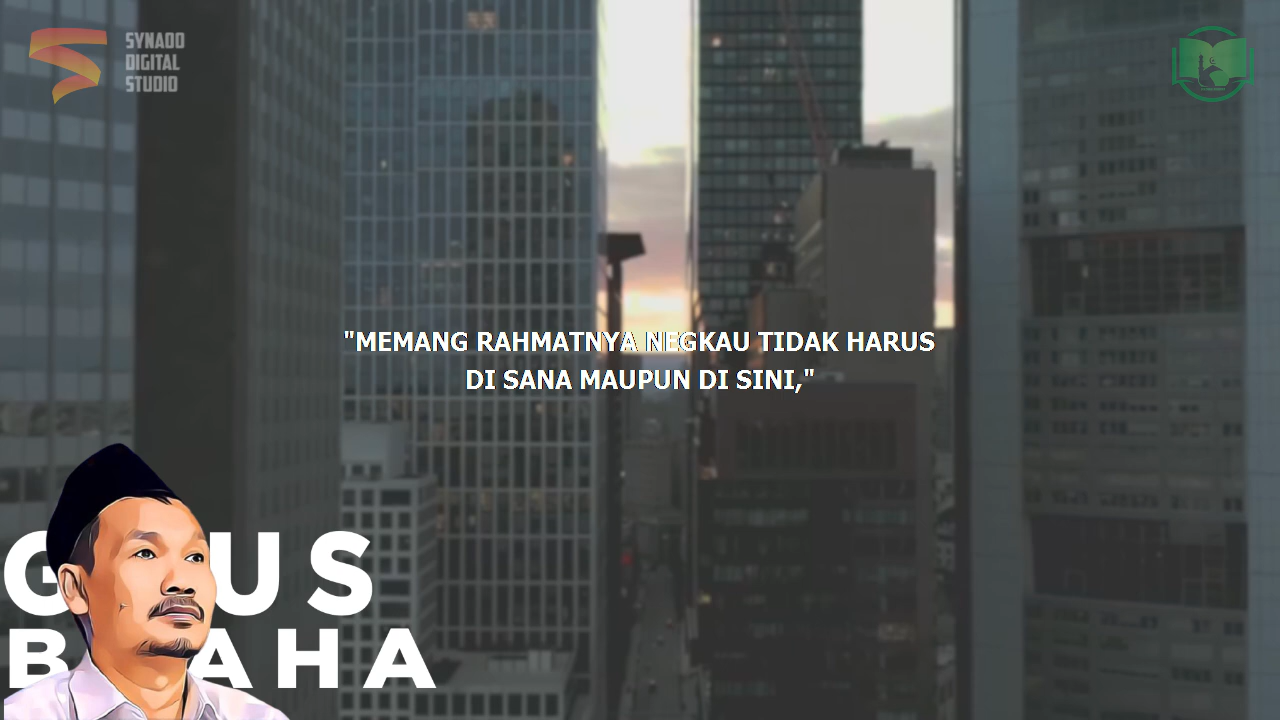 SYNADO
DIGITAL
STUDIO
"MEMANG RAHMATNYA NEGKAU TIDAK HARUS
DI SANA MAUPUN DI SINI,"
GUS
BAHA